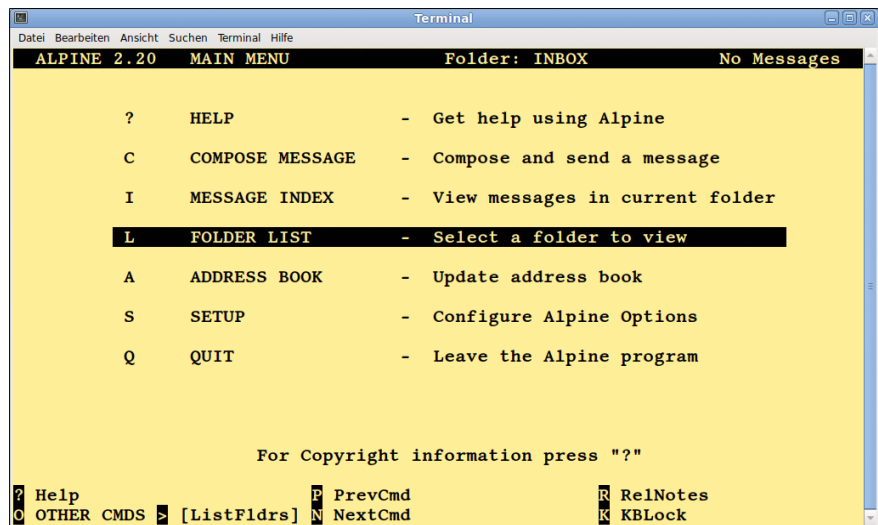 Terminal
Datei Bearbeiten Ansicht Suchen Terminal Hilfe
ALPINE 2.20 MAIN MENU Folder: INBOX No Messages
? HELP - Get help using Alpine
C COMPOSE MESSAGE - Compose and send a message
I MESSAGE INDEX - View messages in current folder
L FOLDER LIST - Select a folder to view
A ADDRESS BOOK - Update address book
S SETUP - Configure Alpine Options
Q QUIT - Leave the Alpine program
For Copyright information press "?"
? Help P PrevCmd R RelNotes
O OTHER CMDS > [ListFldrs] N NextCmd K KBLock